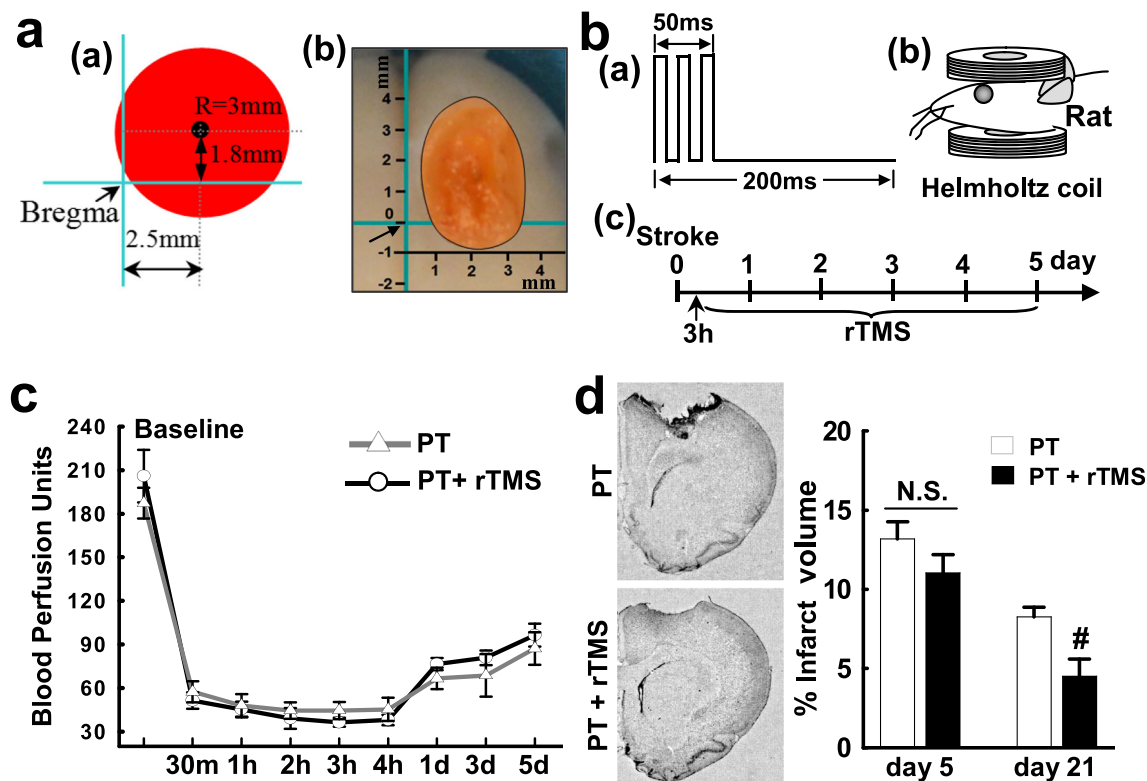 a
(a)
R=3mm
1.8mm
Bregma
2.5mm
(b)
mm
4
3
2
1
0
-1
-2
1 2 3 4
mm
b
(a)
50ms
200ms
(b)
Rat
Helmholtz coil
(c)
Stroke
0 1 2 3 4 5 day
3h
rTMS
c
Blood Perfusion Units
240
210
180
150
120
90
60
30
Baseline
PT
PT+ rTMS
30m 1h 2h 3h 4h 1d 3d 5d
d
PT
PT + rTMS
% Infarct volume
20
15
10
5
0
PT
PT + rTMS
N.S.
#
day 5 day 21